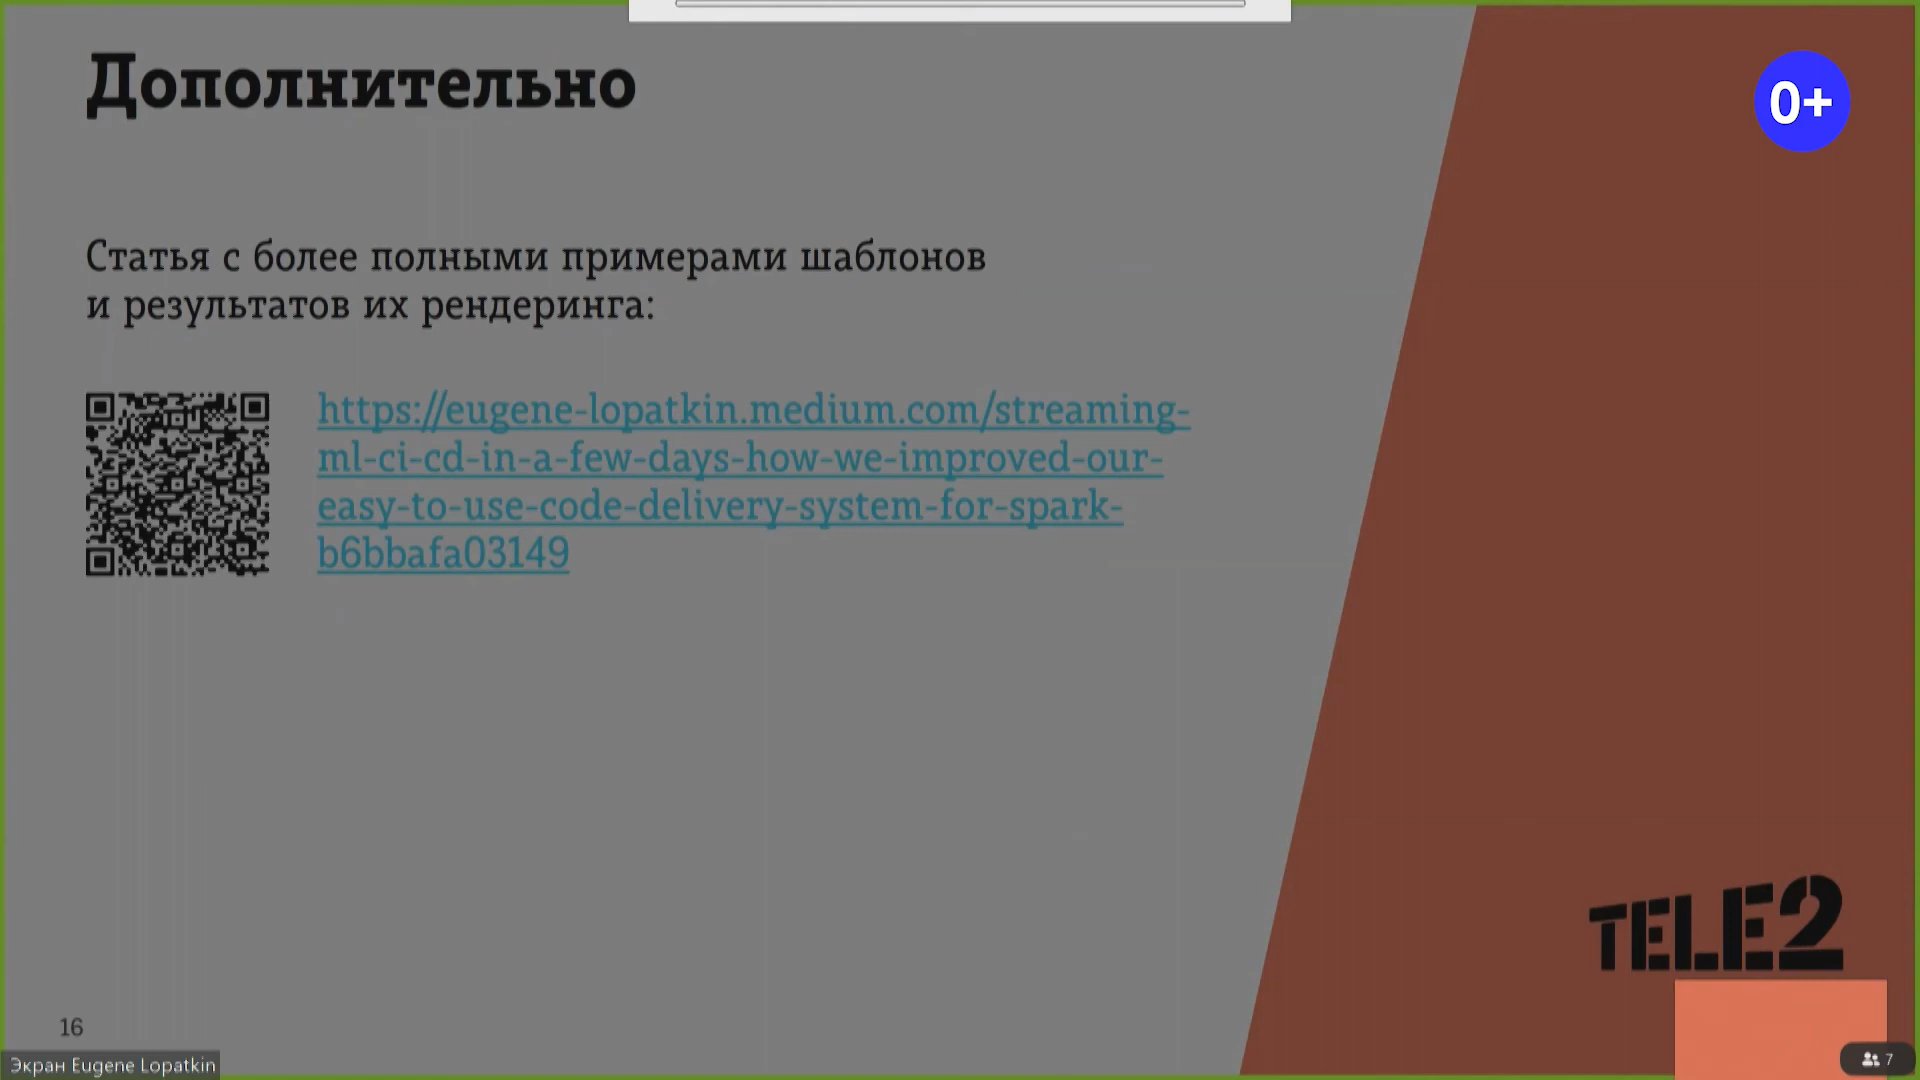 Дополнительно
0+
Статья с более полными примерами шаблонов
и результатов их рендеринга:
https://eugene-lopatkin.medium.com/streaming-
ml-ci-cd-in-a-few-days-how-we-improved-our-
easy-to-use-code-delivery-system-for-spark-
b6bbafa03149
TELE2
16
Экран Eugene Lopatkin
7